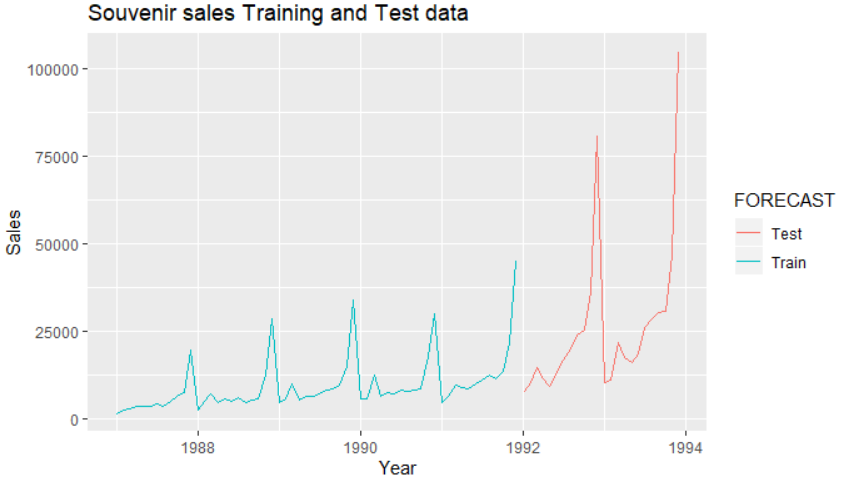 Souvenir sales Training and Test data
100000
75000
50000
25000
0
Sales
1988
1990
1992
1994
Year
FORECAST
Test
Train